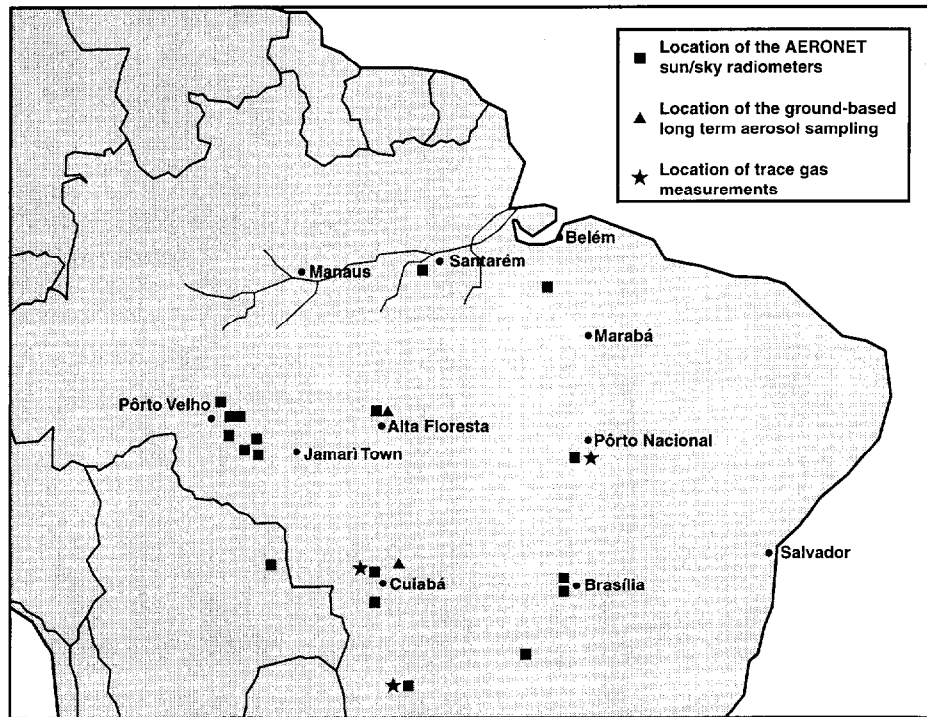 Location of the AERONET
sun/sky radiometers
Location of the ground-based
long term aerosol sampling
Location of trace gas
measurements
Belém
Santarém
Manáus
Marabá
Pôrto Velho
Alta Floresta
Pôrto Nacional
Jamari Town
Salvador
Cuiabá
Brasília